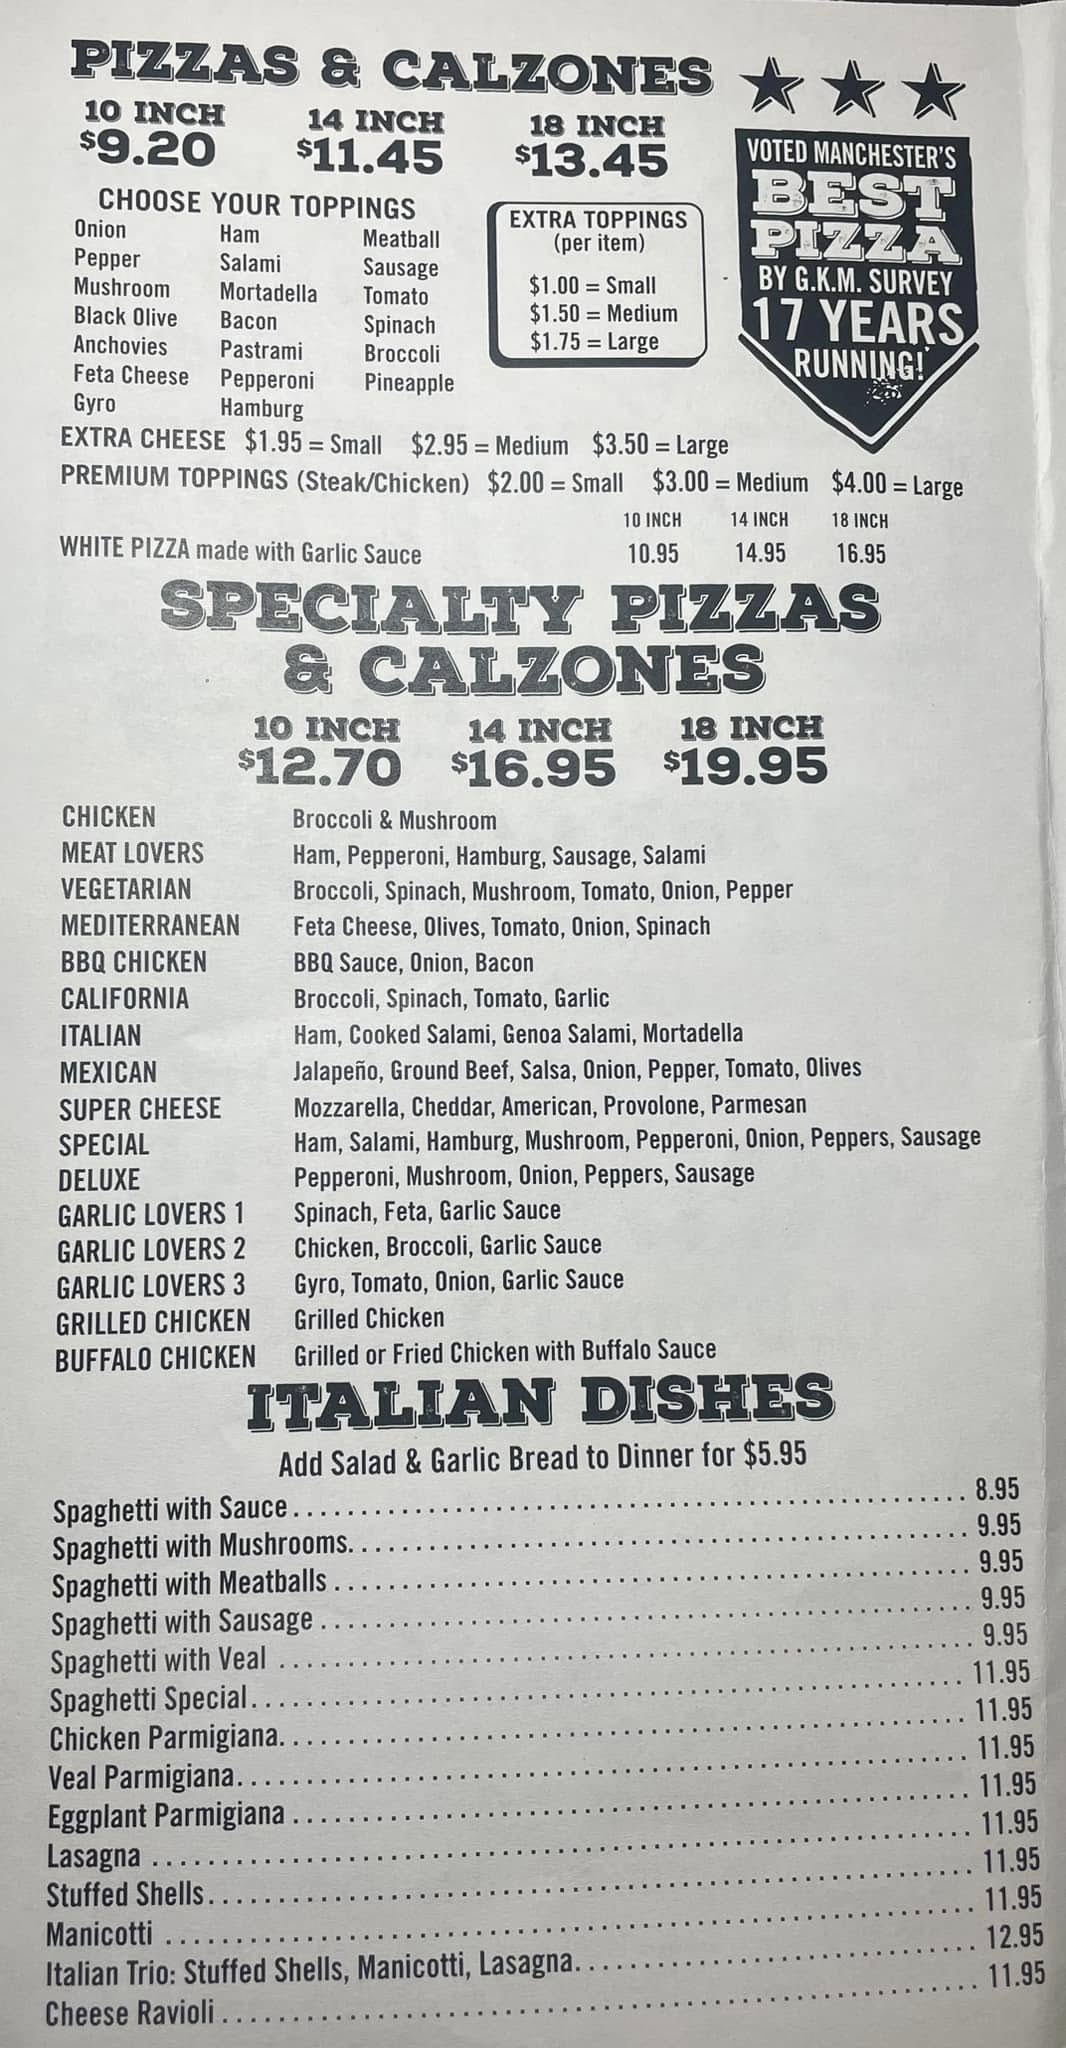 PIZZAS & CALZONES
10 INCH 14 INCH 18 INCH
$9.20 $11.45 $13.45
CHOOSE YOUR TOPPINGS
Onion Ham Meatball
Pepper Salami Sausage
Mushroom Mortadella Tomato
Black Olive Bacon Spinach
Anchovies Pastrami Broccoli
Feta Cheese Pepperoni Pineapple
Gyro Hamburg
EXTRA TOPPINGS
(per item)
$1.00 = Small
$1.50 = Medium
$1.75 = Large
VOTED MANCHESTER'S
BEST
PIZZA
BY G.K.M. SURVEY
17 YEARS
RUNNING!
EXTRA CHEESE $1.95 = Small $2.95 = Medium $3.50 = Large
PREMIUM TOPPINGS (Steak/Chicken) $2.00 = Small $3.00 = Medium $4.00 = Large
10 INCH 14 INCH 18 INCH
WHITE PIZZA made with Garlic Sauce 10.95 14.95 16.95
SPECIALTY PIZZAS
& CALZONES
10 INCH 14 INCH 18 INCH
$12.70 $16.95 $19.95
CHICKEN Broccoli & Mushroom
MEAT LOVERS Ham, Pepperoni, Hamburg, Sausage, Salami
VEGETARIAN Broccoli, Spinach, Mushroom, Tomato, Onion, Pepper
MEDITERRANEAN Feta Cheese, Olives, Tomato, Onion, Spinach
BBQ CHICKEN BBQ Sauce, Onion, Bacon
CALIFORNIA Broccoli, Spinach, Tomato, Garlic
ITALIAN Ham, Cooked Salami, Genoa Salami, Mortadella
MEXICAN Jalapeño, Ground Beef, Salsa, Onion, Pepper, Tomato, Olives
SUPER CHEESE Mozzarella, Cheddar, American, Provolone, Parmesan
SPECIAL Ham, Salami, Hamburg, Mushroom, Pepperoni, Onion, Peppers, Sausage
DELUXE Pepperoni, Mushroom, Onion, Peppers, Sausage
GARLIC LOVERS 1 Spinach, Feta, Garlic Sauce
GARLIC LOVERS 2 Chicken, Broccoli, Garlic Sauce
GARLIC LOVERS 3 Gyro, Tomato, Onion, Garlic Sauce
GRILLED CHICKEN Grilled Chicken
BUFFALO CHICKEN Grilled or Fried Chicken with Buffalo Sauce
ITALIAN DISHES
Add Salad & Garlic Bread to Dinner for $5.95
Spaghetti with Sauce 8.95
Spaghetti with Mushrooms 9.95
Spaghetti with Meatballs 9.95
Spaghetti with Sausage 9.95
Spaghetti with Veal 9.95
Spaghetti Special 11.95
Chicken Parmigiana 11.95
Veal Parmigiana 11.95
Eggplant Parmigiana 11.95
Lasagna 11.95
Stuffed Shells 11.95
Manicotti 11.95
Italian Trio: Stuffed Shells, Manicotti, Lasagna 12.95
Cheese Ravioli 11.95